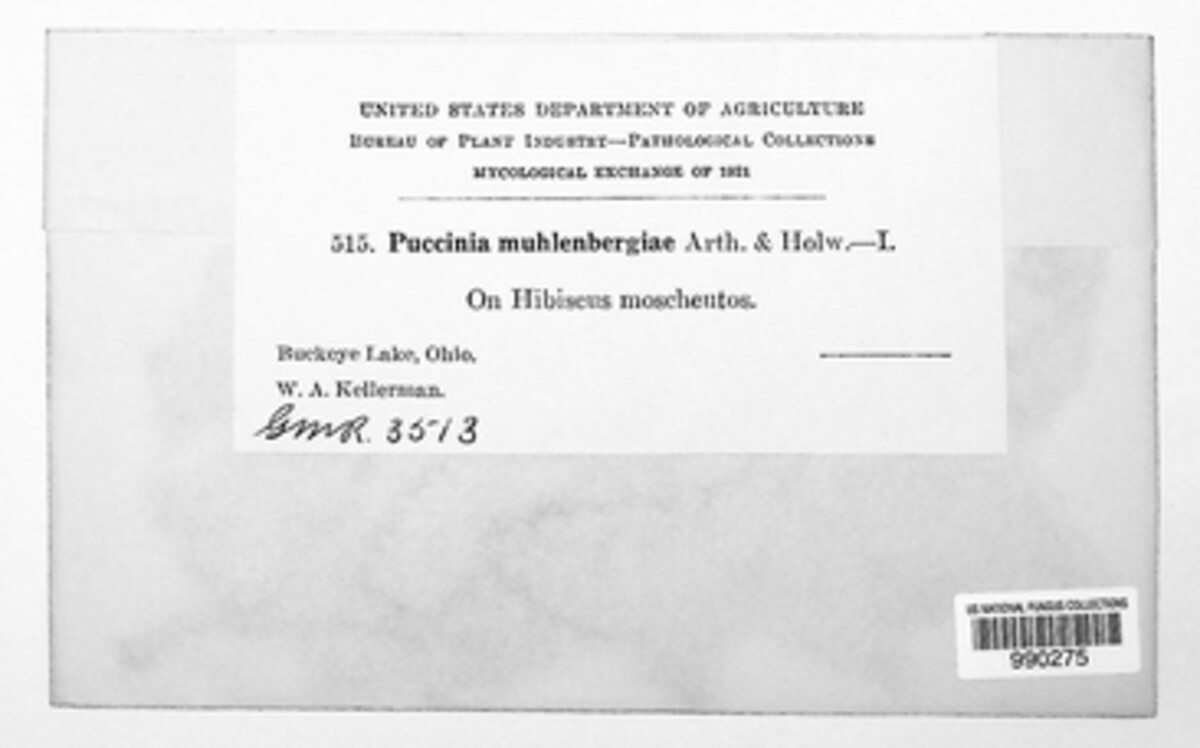 UNITED STATES DEPARTMENT OF AGRICULTURE
BUREAU OF PLANT INDUSTRY—PATHOLOGICAL COLLECTIONS
MYCOLOGICAL EXCHANGE OF 1921
515. Puccinia muhlenbergiae Arth. & Holw.—I.
On Hibiscus moscheutos.
Buckeye Lake, Ohio.
W. A. Kellerman.
GMR. 3513
US NATIONAL FUNGUS COLLECTIONS
990275